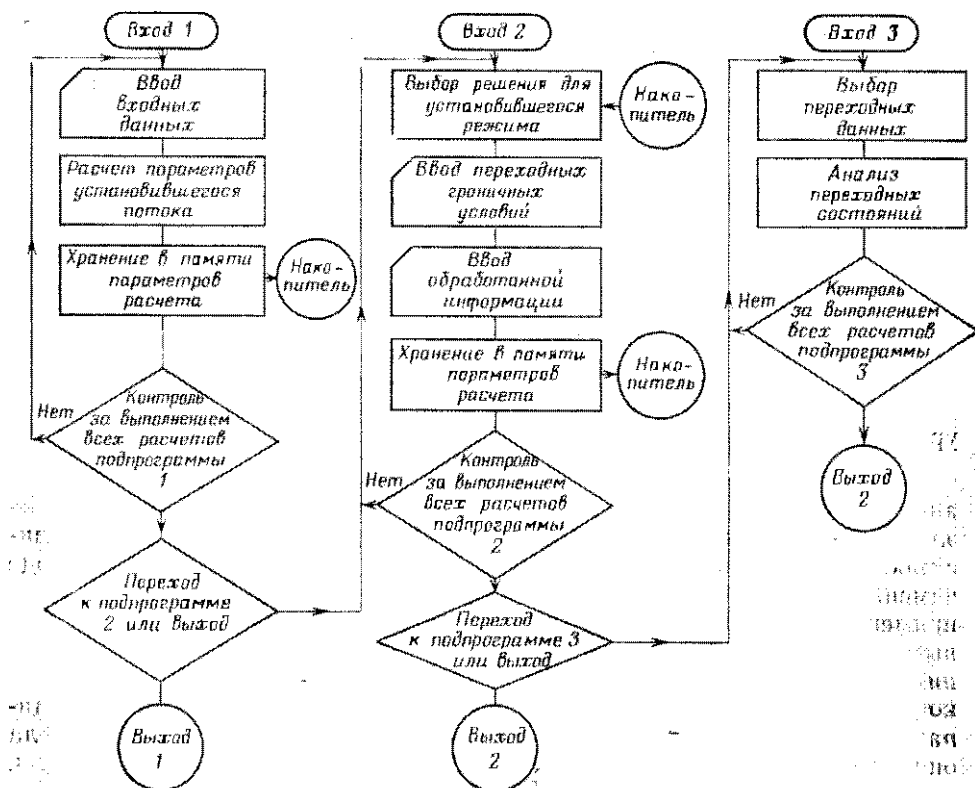 Вход 1
Ввод
входных
данных
Расчет параметров
установившегося
потока
Хранение в памяти
параметров
расчета
Нако-
питель
Нет
Контроль
за выполнением
всех расчетов
подпрограммы
1
Переход
к подпрограмме
2 или выход
Выход
1
Вход 2
Выбор решения для
установившегося
режима
Нако-
питель
Ввод переходных
граничных
условий
Ввод
обработанной
информации
Хранение в памяти
параметров
расчета
Нако-
питель
Нет
Контроль
за выполнением
всех расчетов
подпрограммы
2
Переход
к подпрограмме 3
или выход
Выход
2
Вход 3
Выбор
переходных
данных
Анализ
переходных
состояний
Нет
Контроль
за выполнением
всех расчетов
подпрограммы
3
Выход
2